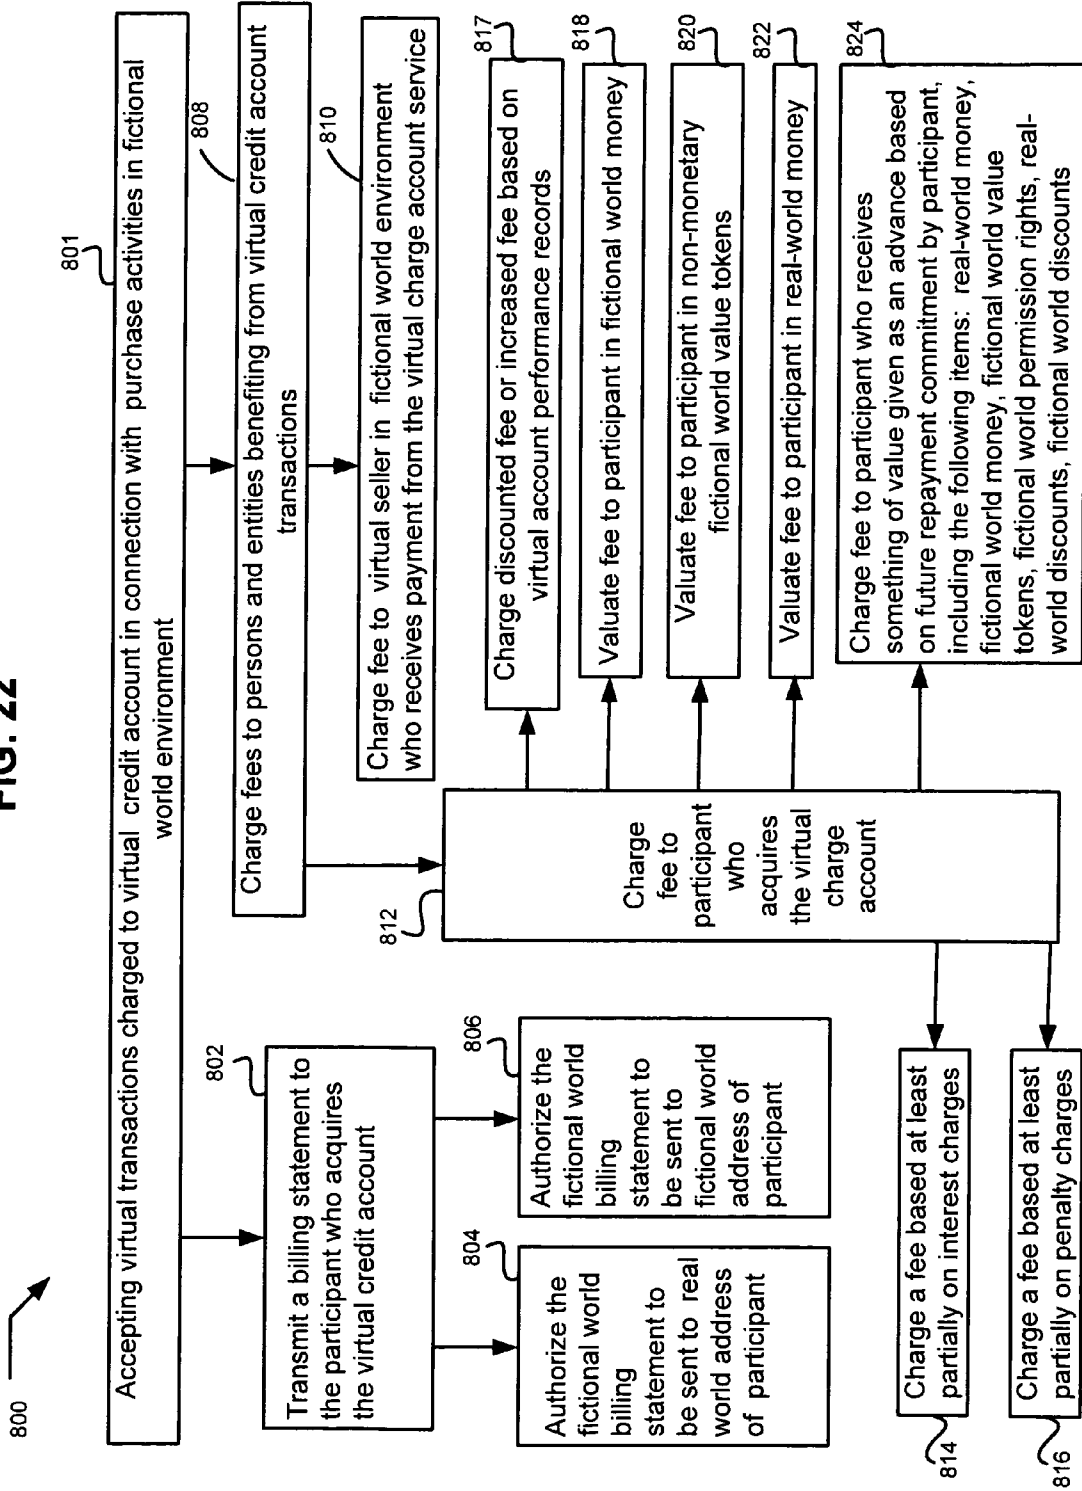 FIG. 22
800
801
Accepting virtual transactions charged to virtual credit account in connection with purchase activities in fictional
world environment
802
Transmit a billing statement to
the participant who acquires
the virtual credit account
804
Authorize the
fictional world
billing
statement to
be sent to real
world address
of participant
806
Authorize the
fictional world
billing
statement to
be sent to
fictional world
address of
participant
808
Charge fees to persons and entities benefiting from virtual credit account
transactions
810
Charge fee to virtual seller in fictional world environment
who receives payment from the virtual charge account service
812
Charge
fee to
participant
who
acquires
the virtual
charge
account
814
Charge a fee based at least
partially on interest charges
816
Charge a fee based at least
partially on penalty charges
817
Charge discounted fee or increased fee based on
virtual account performance records
818
Valuate fee to participant in fictional world money
820
Valuate fee to participant in non-monetary
fictional world value tokens
822
Valuate fee to participant in real-world money
824
Charge fee to participant who receives
something of value given as an advance based
on future repayment commitment by participant,
including the following items: real-world money,
fictional world money, fictional world value
tokens, fictional world permission rights, real-
world discounts, fictional world discounts